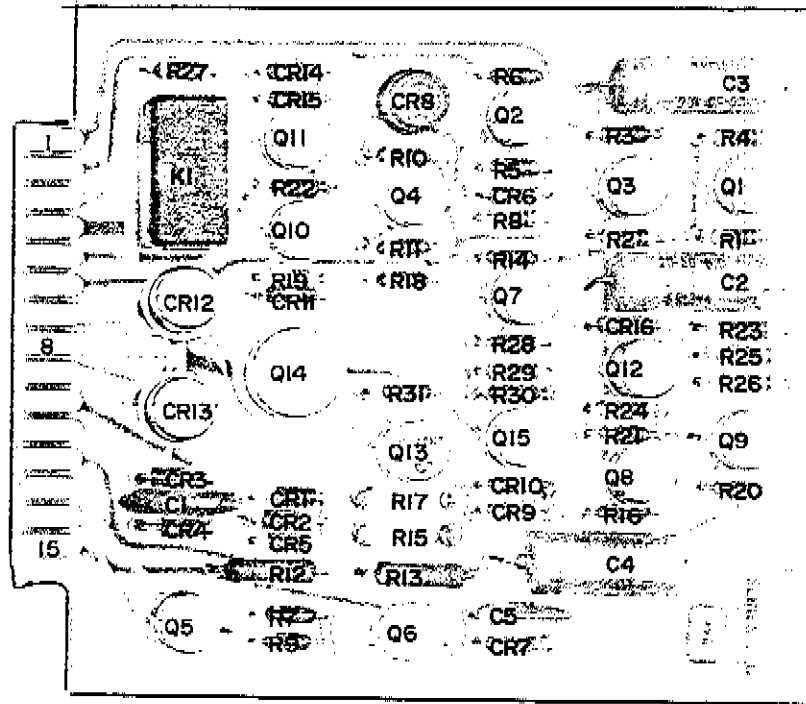 R27 CR14 R6 C3
CR15 CR8 Q2
1 Q11 R3 R4
K1 R10 R5
R22 Q4 CR6 Q3 Q1
Q10 R8
R11 R2 R1
R19 R18 R14
CR12 CR11 Q7 C2
CR16 R23
8 R28 R25
Q14 R29 Q12 R26
CR13 R31 R30
R24
Q13 Q15 R21 Q9
CR3 CR10 Q8 R20
C1 CR1 R17
CR4 CR2 CR9 R16
15 CR5 R15
R12 R13 C4
R7 C5
Q5 Q6
R9 CR7